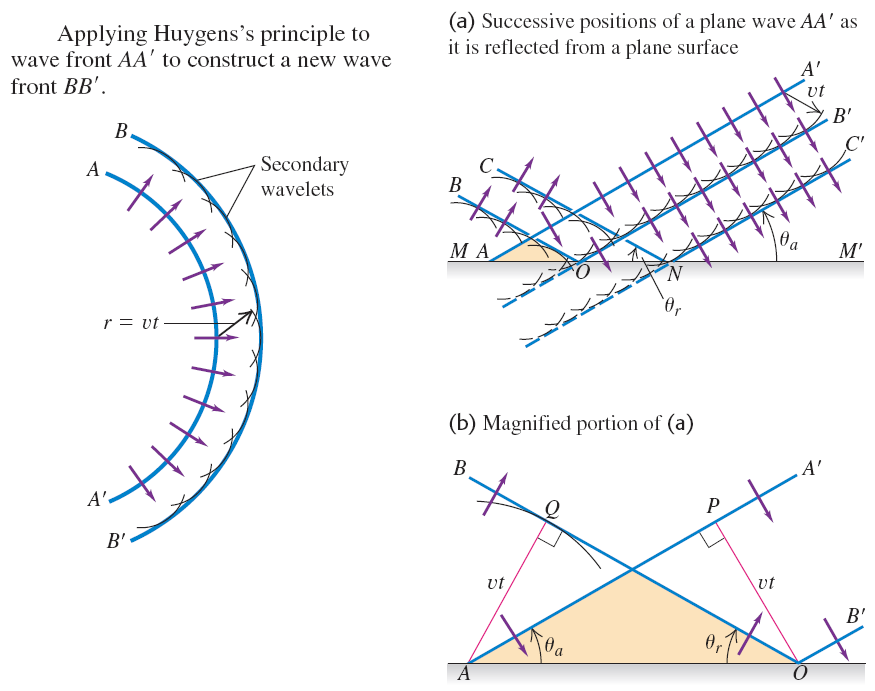 Applying Huygens's principle to
wave front AA′ to construct a new wave
front BB′.
B
A
Secondary
wavelets
r = vt
A′
B′
(a) Successive positions of a plane wave AA′ as
it is reflected from a plane surface
A′
vt
B′
C′
C
B
θa
M A
M′
O
N
θr
(b) Magnified portion of (a)
B
A′
Q
P
vt
vt
B′
θa
θr
A
O